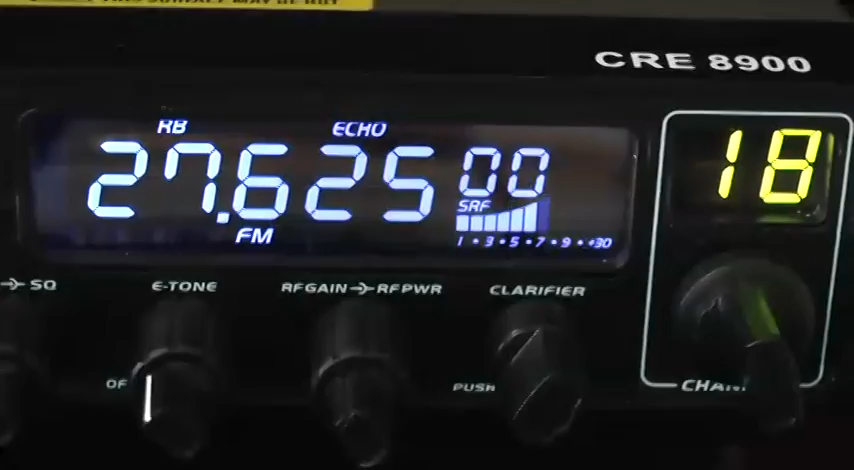 CRE 8900
RB ECHO
27.625 00
18
SRF
FM 1 • 3 • 5 • 7 • 9 • +30
SQ E-TONE RFGAIN RFPWR CLARIFIER
OF PUSH